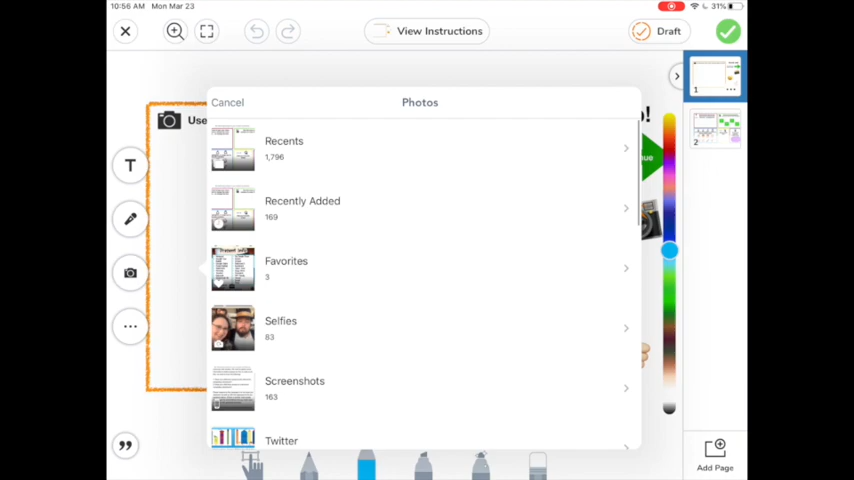 10:56 AM Mon Mar 23
31%
View Instructions
Draft
Cancel
Photos
Use
Recents
1,796
Recently Added
169
Favorites
3
Selfies
83
Screenshots
163
Twitter
T
1
2
Add Page